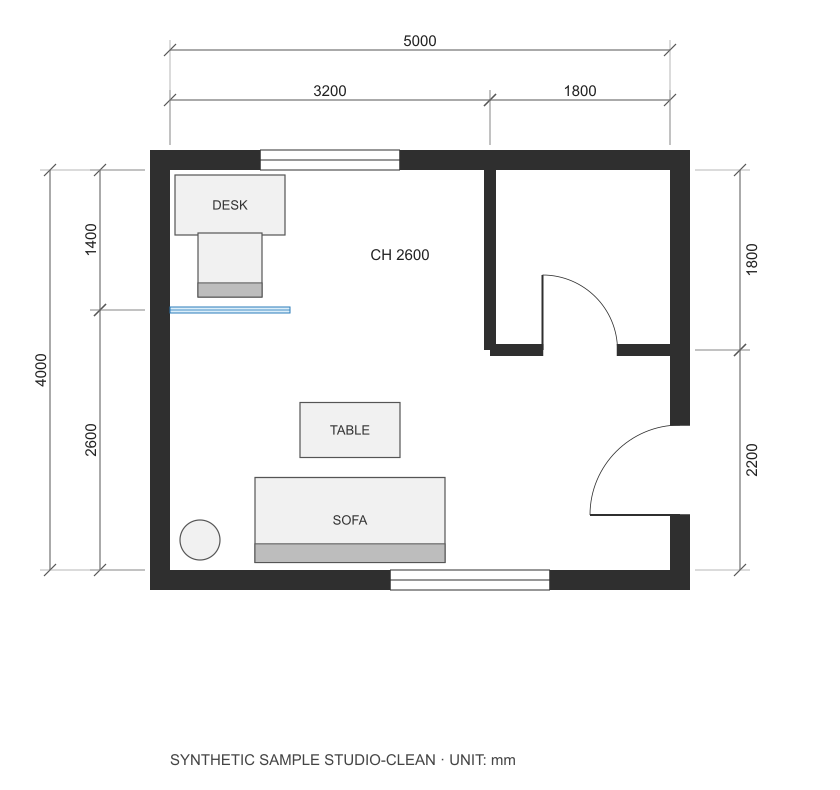 5000
3200
1800
DESK
1400
CH 2600
1800
4000
2600
TABLE
2200
SOFA
SYNTHETIC SAMPLE STUDIO-CLEAN · UNIT: mm